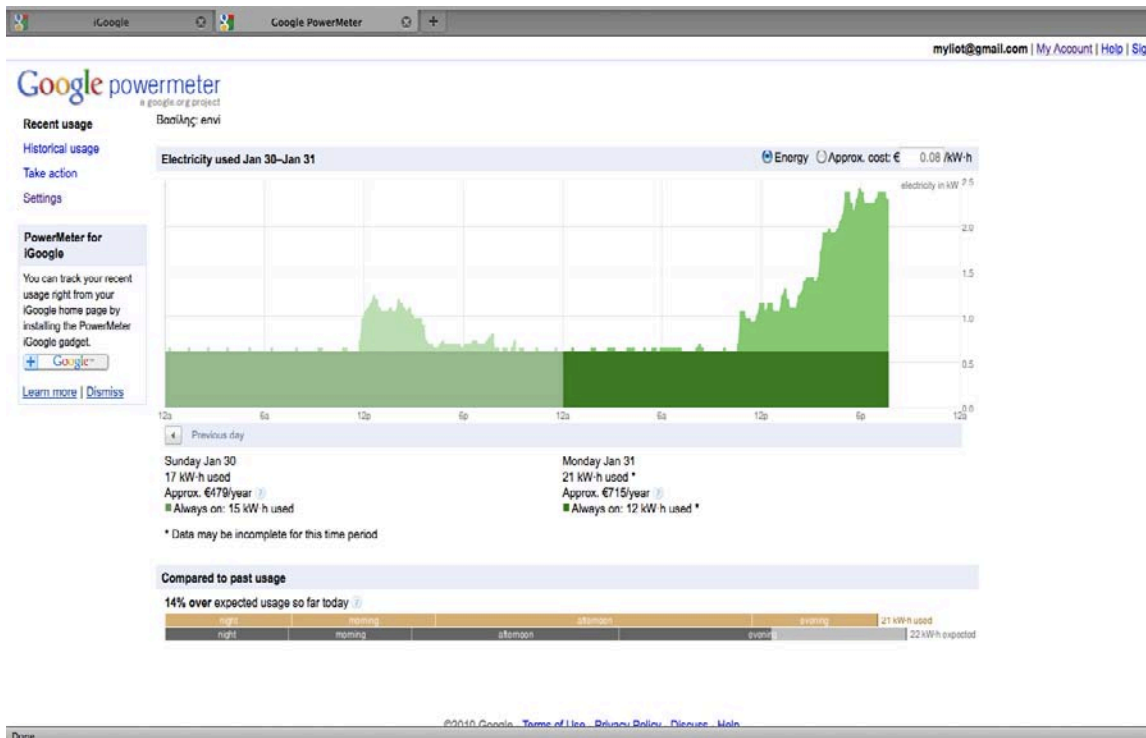 iGoogle
Google PowerMeter
myliot@gmail.com | My Account | Help | Sig
Google powermeter
a google.org project
Βασίλης: envi
Recent usage
Historical usage
Take action
Settings
PowerMeter for
iGoogle
You can track your recent
usage right from your
iGoogle home page by
installing the PowerMeter
iGoogle gadget.
+ Google™
Learn more | Dismiss
Electricity used Jan 30–Jan 31
Energy Approx. cost: € 0.08 /kW·h
electricity in kW 2.5
2.0
1.5
1.0
0.5
0.0
12a 6a 12p 6p 12a 6a 12p 6p 12a
Previous day
Sunday Jan 30
17 kW·h used
Approx. €479/year ?
Always on: 15 kW·h used
Monday Jan 31
21 kW·h used *
Approx. €715/year ?
Always on: 12 kW·h used *
* Data may be incomplete for this time period
Compared to past usage
14% over expected usage so far today ?
night morning afternoon evening 21 kW·h used
night morning afternoon evening 22 kW·h expected
©2010 Google - Terms of Use - Privacy Policy - Discuss - Help
Done